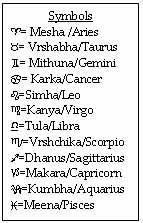 Symbols
♈= Mesha /Aries
♉= Vrshabha/Taurus
♊= Mithuna/Gemini
♋= Karka/Cancer
♌=Simha/Leo
♍=Kanya/Virgo
♎=Tula/Libra
♏=Vrshchika/Scorpio
♐=Dhanus/Sagittarius
♑=Makara/Capricorn
♒=Kumbha/Aquarius
♓=Meena/Pisces